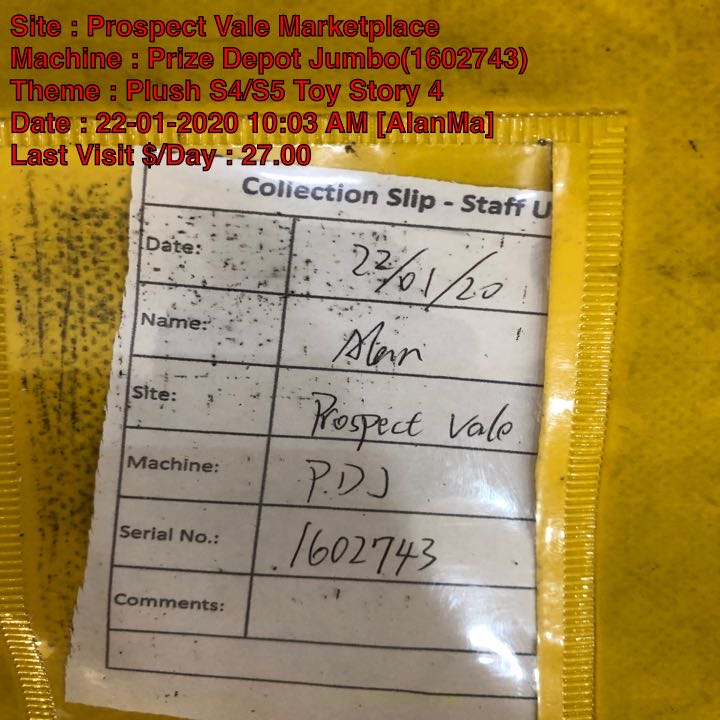 Site : Prospect Vale Marketplace
Machine : Prize Depot Jumbo(1602743)
Theme : Plush S4/S5 Toy Story 4
Date : 22-01-2020 10:03 AM [AlanMa]
Last Visit $/Day : 27.00
Collection Slip - Staff U
Date: 22/01/20
Name: Alan
Site: Prospect Vale
Machine: P.D J
Serial No.: 1602743
Comments: